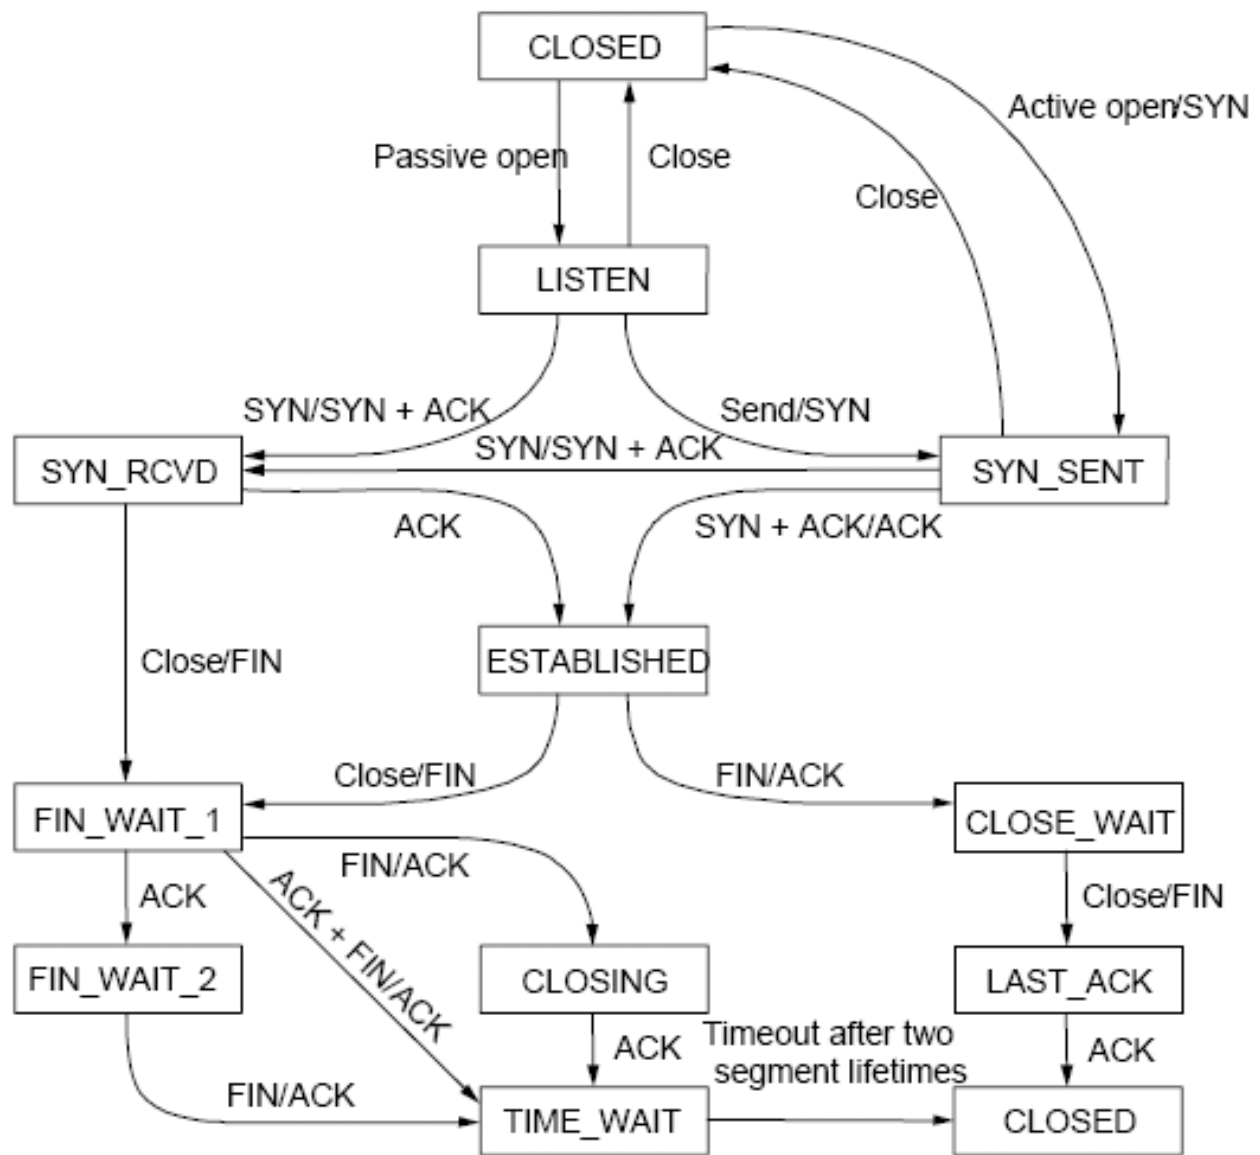 CLOSED
Active open/SYN
Passive open
Close
Close
LISTEN
SYN/SYN + ACK
Send/SYN
SYN/SYN + ACK
SYN_RCVD
SYN_SENT
ACK
SYN + ACK/ACK
ESTABLISHED
Close/FIN
Close/FIN
FIN/ACK
FIN_WAIT_1
CLOSE_WAIT
FIN/ACK
ACK
ACK + FIN/ACK
Close/FIN
FIN_WAIT_2
CLOSING
LAST_ACK
ACK
Timeout after two
segment lifetimes
ACK
FIN/ACK
TIME_WAIT
CLOSED